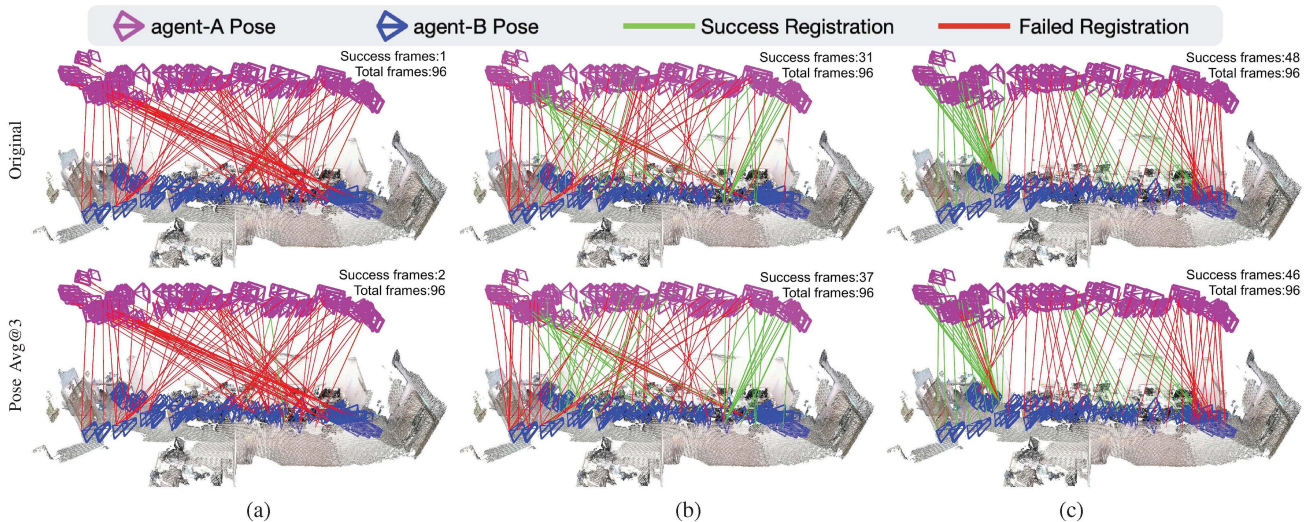 agent-A Pose
agent-B Pose
Success Registration
Failed Registration
Original
Success frames:1
Total frames:96
Success frames:31
Total frames:96
Success frames:48
Total frames:96
Pose Avg@3
Success frames:2
Total frames:96
Success frames:37
Total frames:96
Success frames:46
Total frames:96
(a)
(b)
(c)